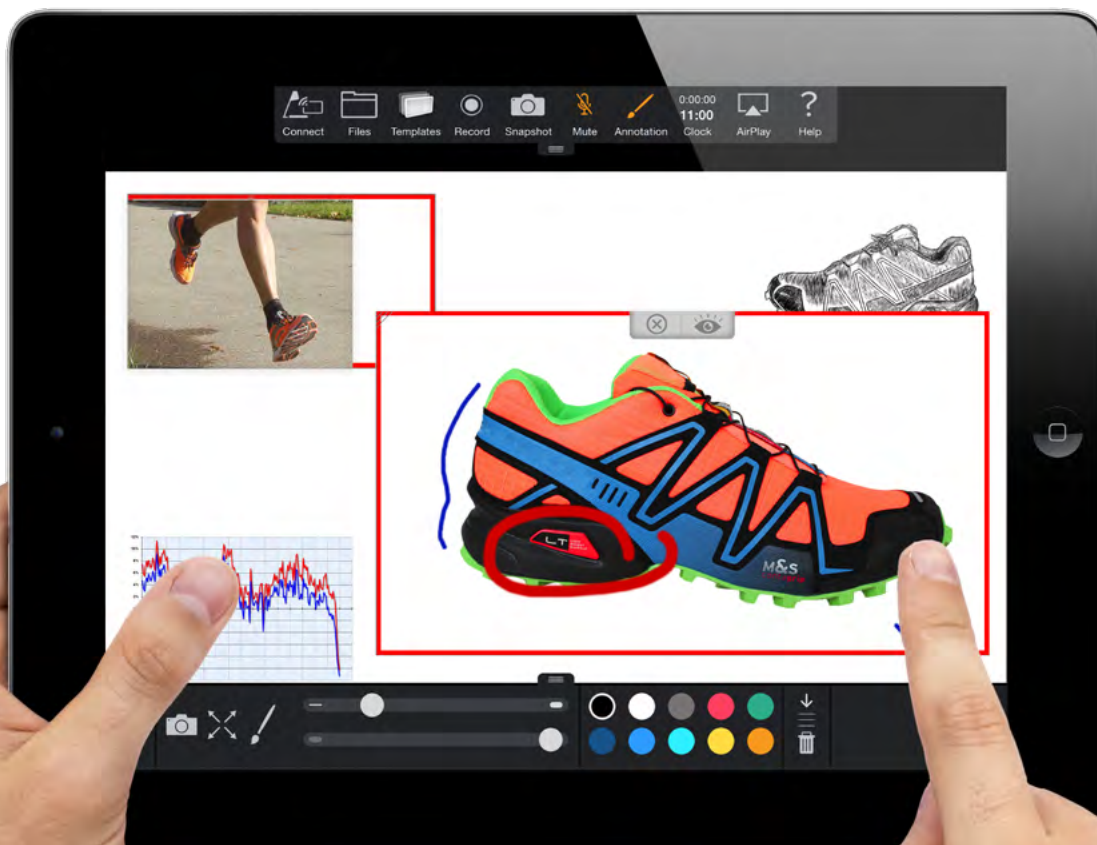 Connect
Files
Templates
Record
Snapshot
Mute
Annotation
0:00:00
11:00
Clock
AirPlay
?
Help
LT
M&S